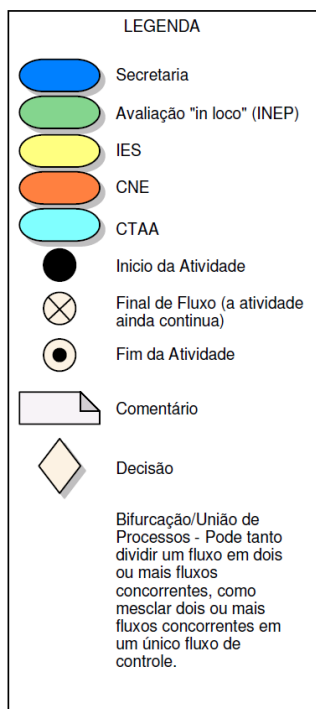 LEGENDA
Secretaria
Avaliação "in loco" (INEP)
IES
CNE
CTAA
Inicio da Atividade
Final de Fluxo (a atividade
ainda continua)
Fim da Atividade
Comentário
Decisão
Bifurcação/União de
Processos - Pode tanto
dividir um fluxo em dois
ou mais fluxos
concorrentes, como
mesclar dois ou mais
fluxos concorrentes em
um único fluxo de
controle.